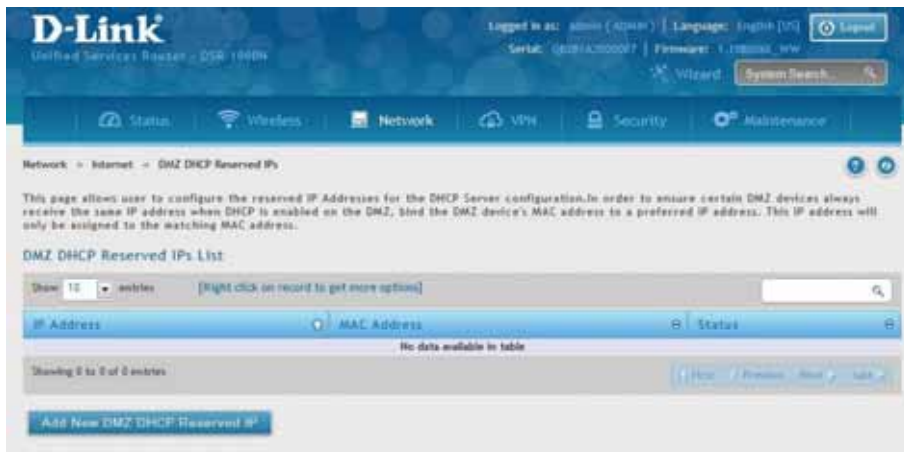 D-Link
Logged in as: admin ( ADMIN ) | Language: English [US]
Logout
Unified Services Router - DSR-1000N
Serial: | Firmware:
Wizard
System Search...
Status
Wireless
Network
VPN
Security
Maintenance
Network » Internet » DMZ DHCP Reserved IPs
This page allows user to configure the reserved IP Addresses for the DHCP Server configuration.In order to ensure certain DMZ devices always
receive the same IP address when DHCP is enabled on the DMZ, bind the DMZ device's MAC address to a preferred IP address. This IP address will
only be assigned to the matching MAC address.
DMZ DHCP Reserved IPs List
Show 10 entries
[Right click on record to get more options]
IP Address
MAC Address
Status
No data available in table
Showing 0 to 0 of 0 entries
First
Previous
Next
Last
Add New DMZ DHCP Reserved IP